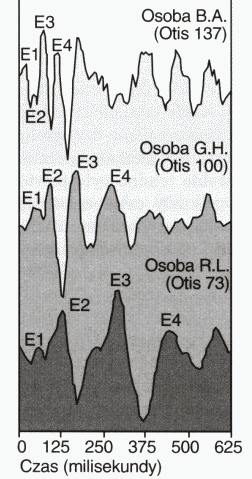 Osoba B.A.
(Otis 137)
E3
E1
E4
E2
Osoba G.H.
(Otis 100)
E3
E2
E4
E1
Osoba R.L.
(Otis 73)
E3
E2
E4
E1
0 125 250 375 500 625
Czas (milisekundy)